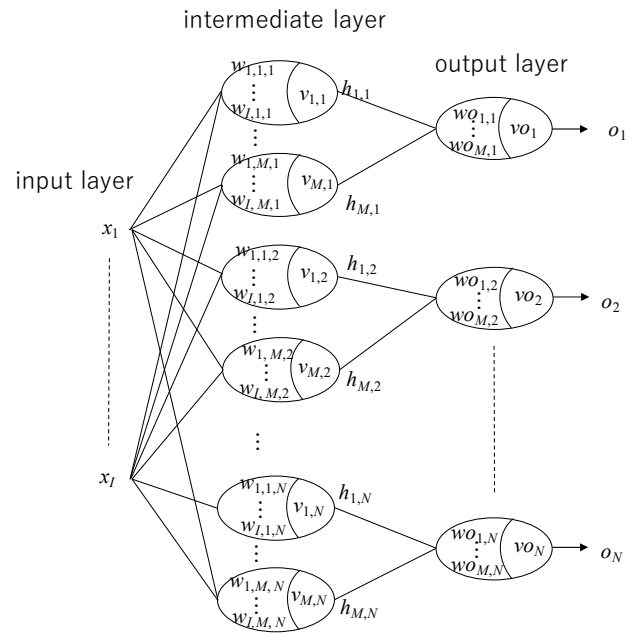 intermediate layer
output layer
input layer
w1,1,1
⋮
wI,1,1
v1,1
h1,1
⋮
w1,M,1
⋮
wI, M,1
vM,1
hM,1
wo1,1
⋮
woM,1
vo1
o1
x1
w1,1,2
⋮
wI,1,2
v1,2
h1,2
⋮
w1, M,2
⋮
wI, M,2
vM,2
hM,2
wo1,2
⋮
woM,2
vo2
o2
⋮
xI
w1,1,N
⋮
wI,1,N
v1,N
h1,N
⋮
w1,M, N
⋮
wI,M, N
vM,N
hM,N
wo1,N
⋮
woM,N
voN
oN